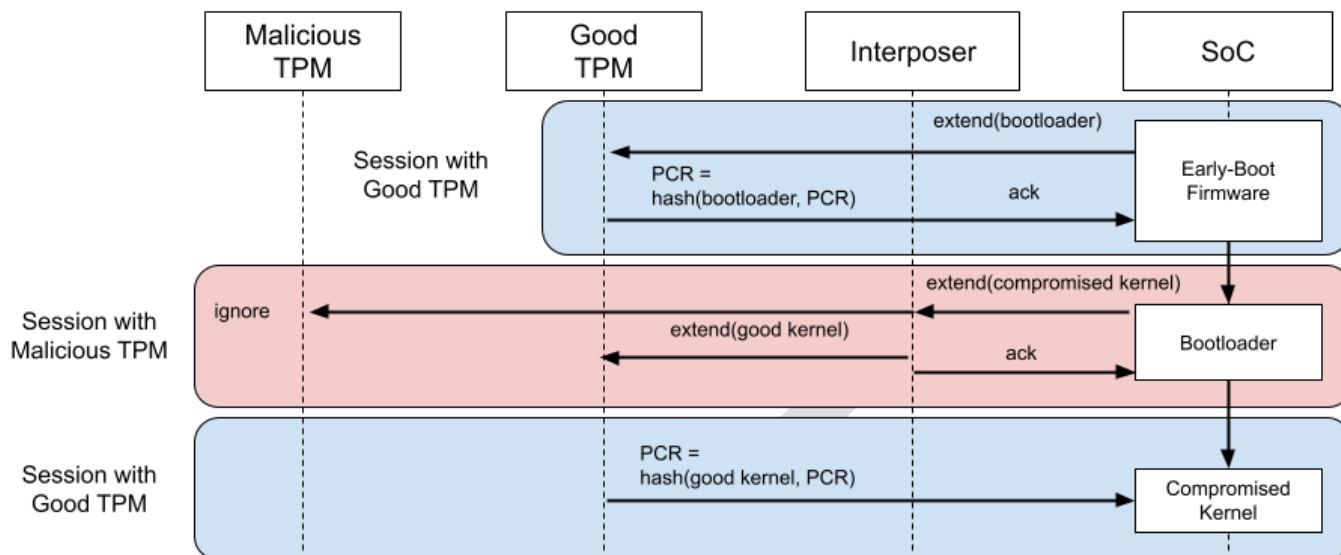 Malicious
TPM
Good
TPM
Interposer
SoC
Session with
Good TPM
extend(bootloader)
PCR =
hash(bootloader, PCR)
ack
Early-Boot
Firmware
Session with
Malicious TPM
ignore
extend(compromised kernel)
extend(good kernel)
ack
Bootloader
Session with
Good TPM
PCR =
hash(good kernel, PCR)
Compromised
Kernel